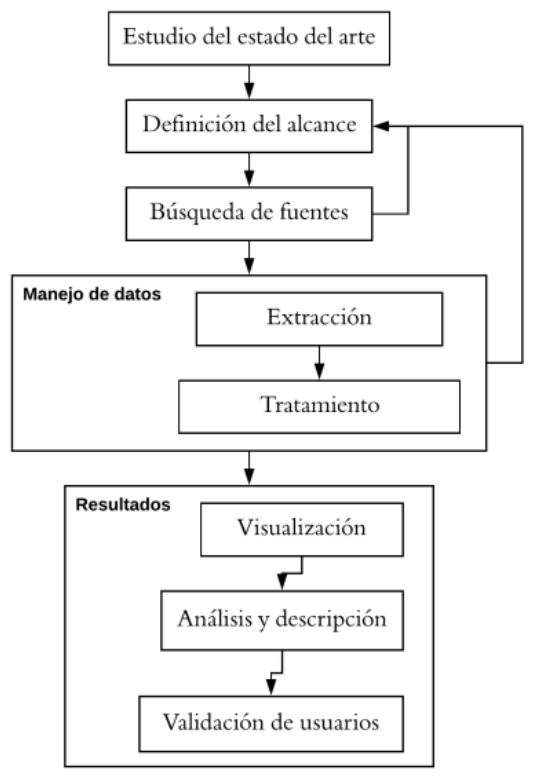 Estudio del estado del arte
Definición del alcance
Búsqueda de fuentes
Manejo de datos
Extracción
Tratamiento
Resultados
Visualización
Análisis y descripción
Validación de usuarios